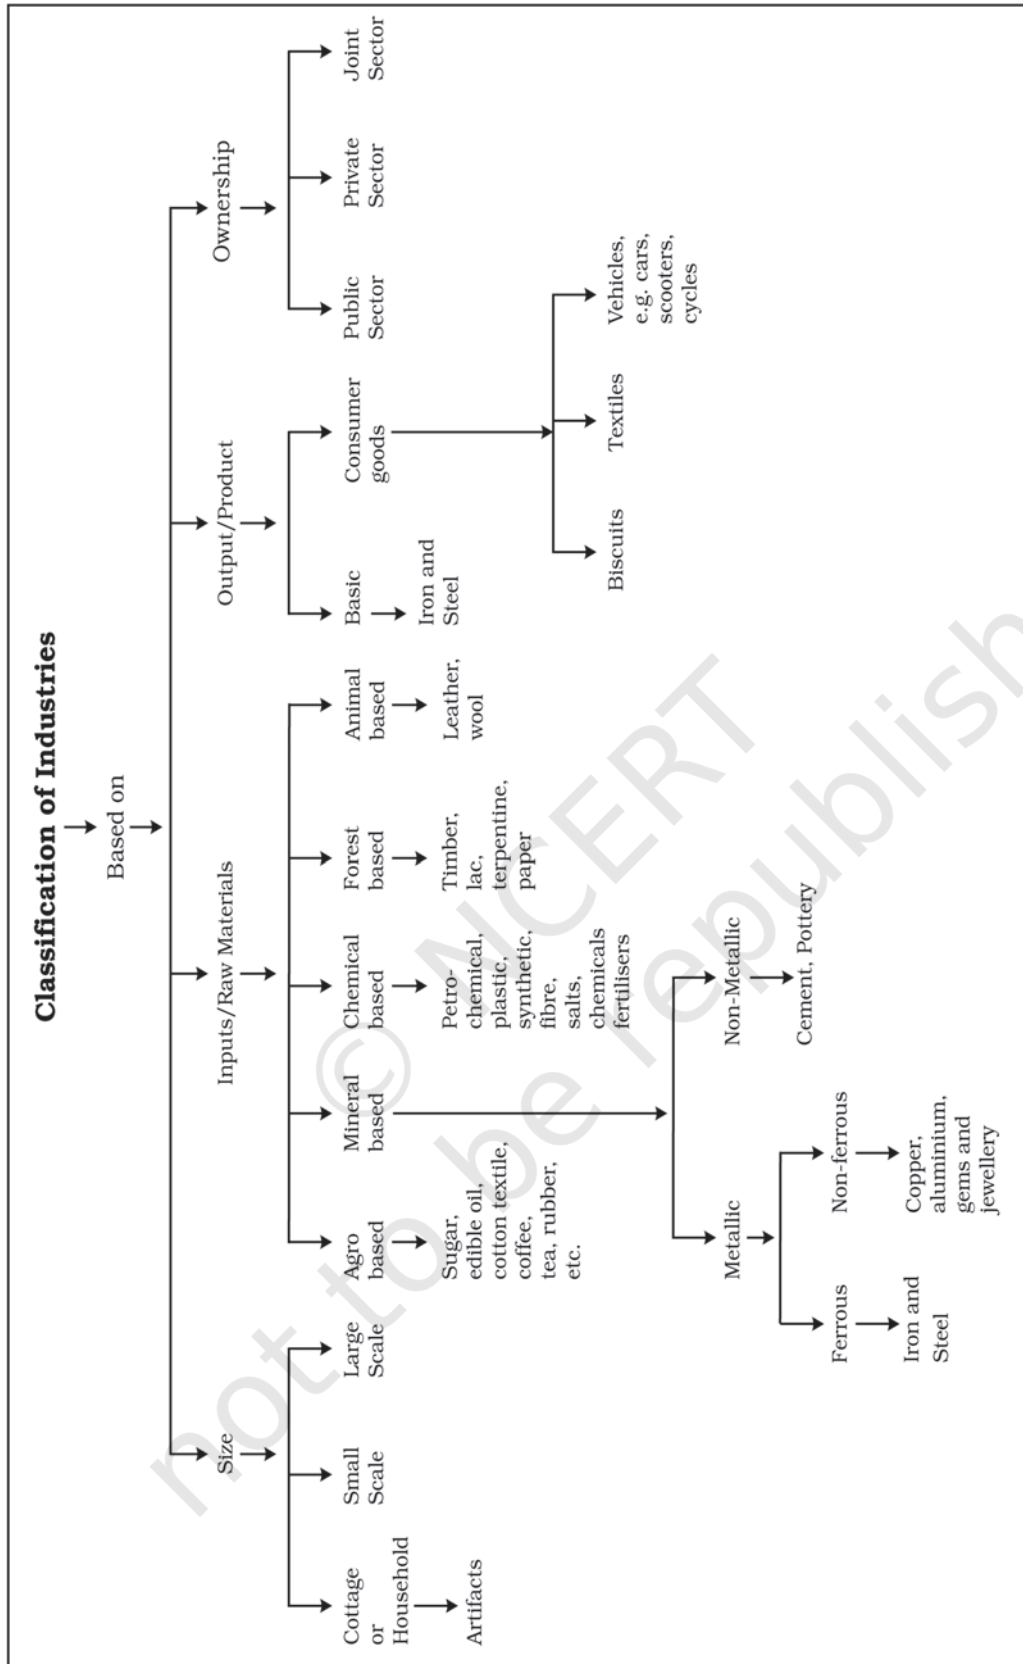 Classification of Industries
Based on
Size
Inputs/Raw Materials
Output/Product
Ownership
Cottage
or
Household
Artifacts
Small
Scale
Large
Scale
Agro
based
Sugar,
edible oil,
cotton textile,
coffee,
tea, rubber,
etc.
Mineral
based
Chemical
based
Petro-
chemical,
plastic,
synthetic,
fibre,
salts,
chemicals
fertilisers
Forest
based
Timber,
lac,
terpentine,
paper
Animal
based
Leather,
wool
Basic
Iron and
Steel
Consumer
goods
Public
Sector
Private
Sector
Joint
Sector
Biscuits
Textiles
Vehicles,
e.g. cars,
scooters,
cycles
Metallic
Non-Metallic
Cement, Pottery
Ferrous
Iron and
Steel
Non-ferrous
Copper,
aluminium,
gems and
jewellery
© NCERT
not to be republish